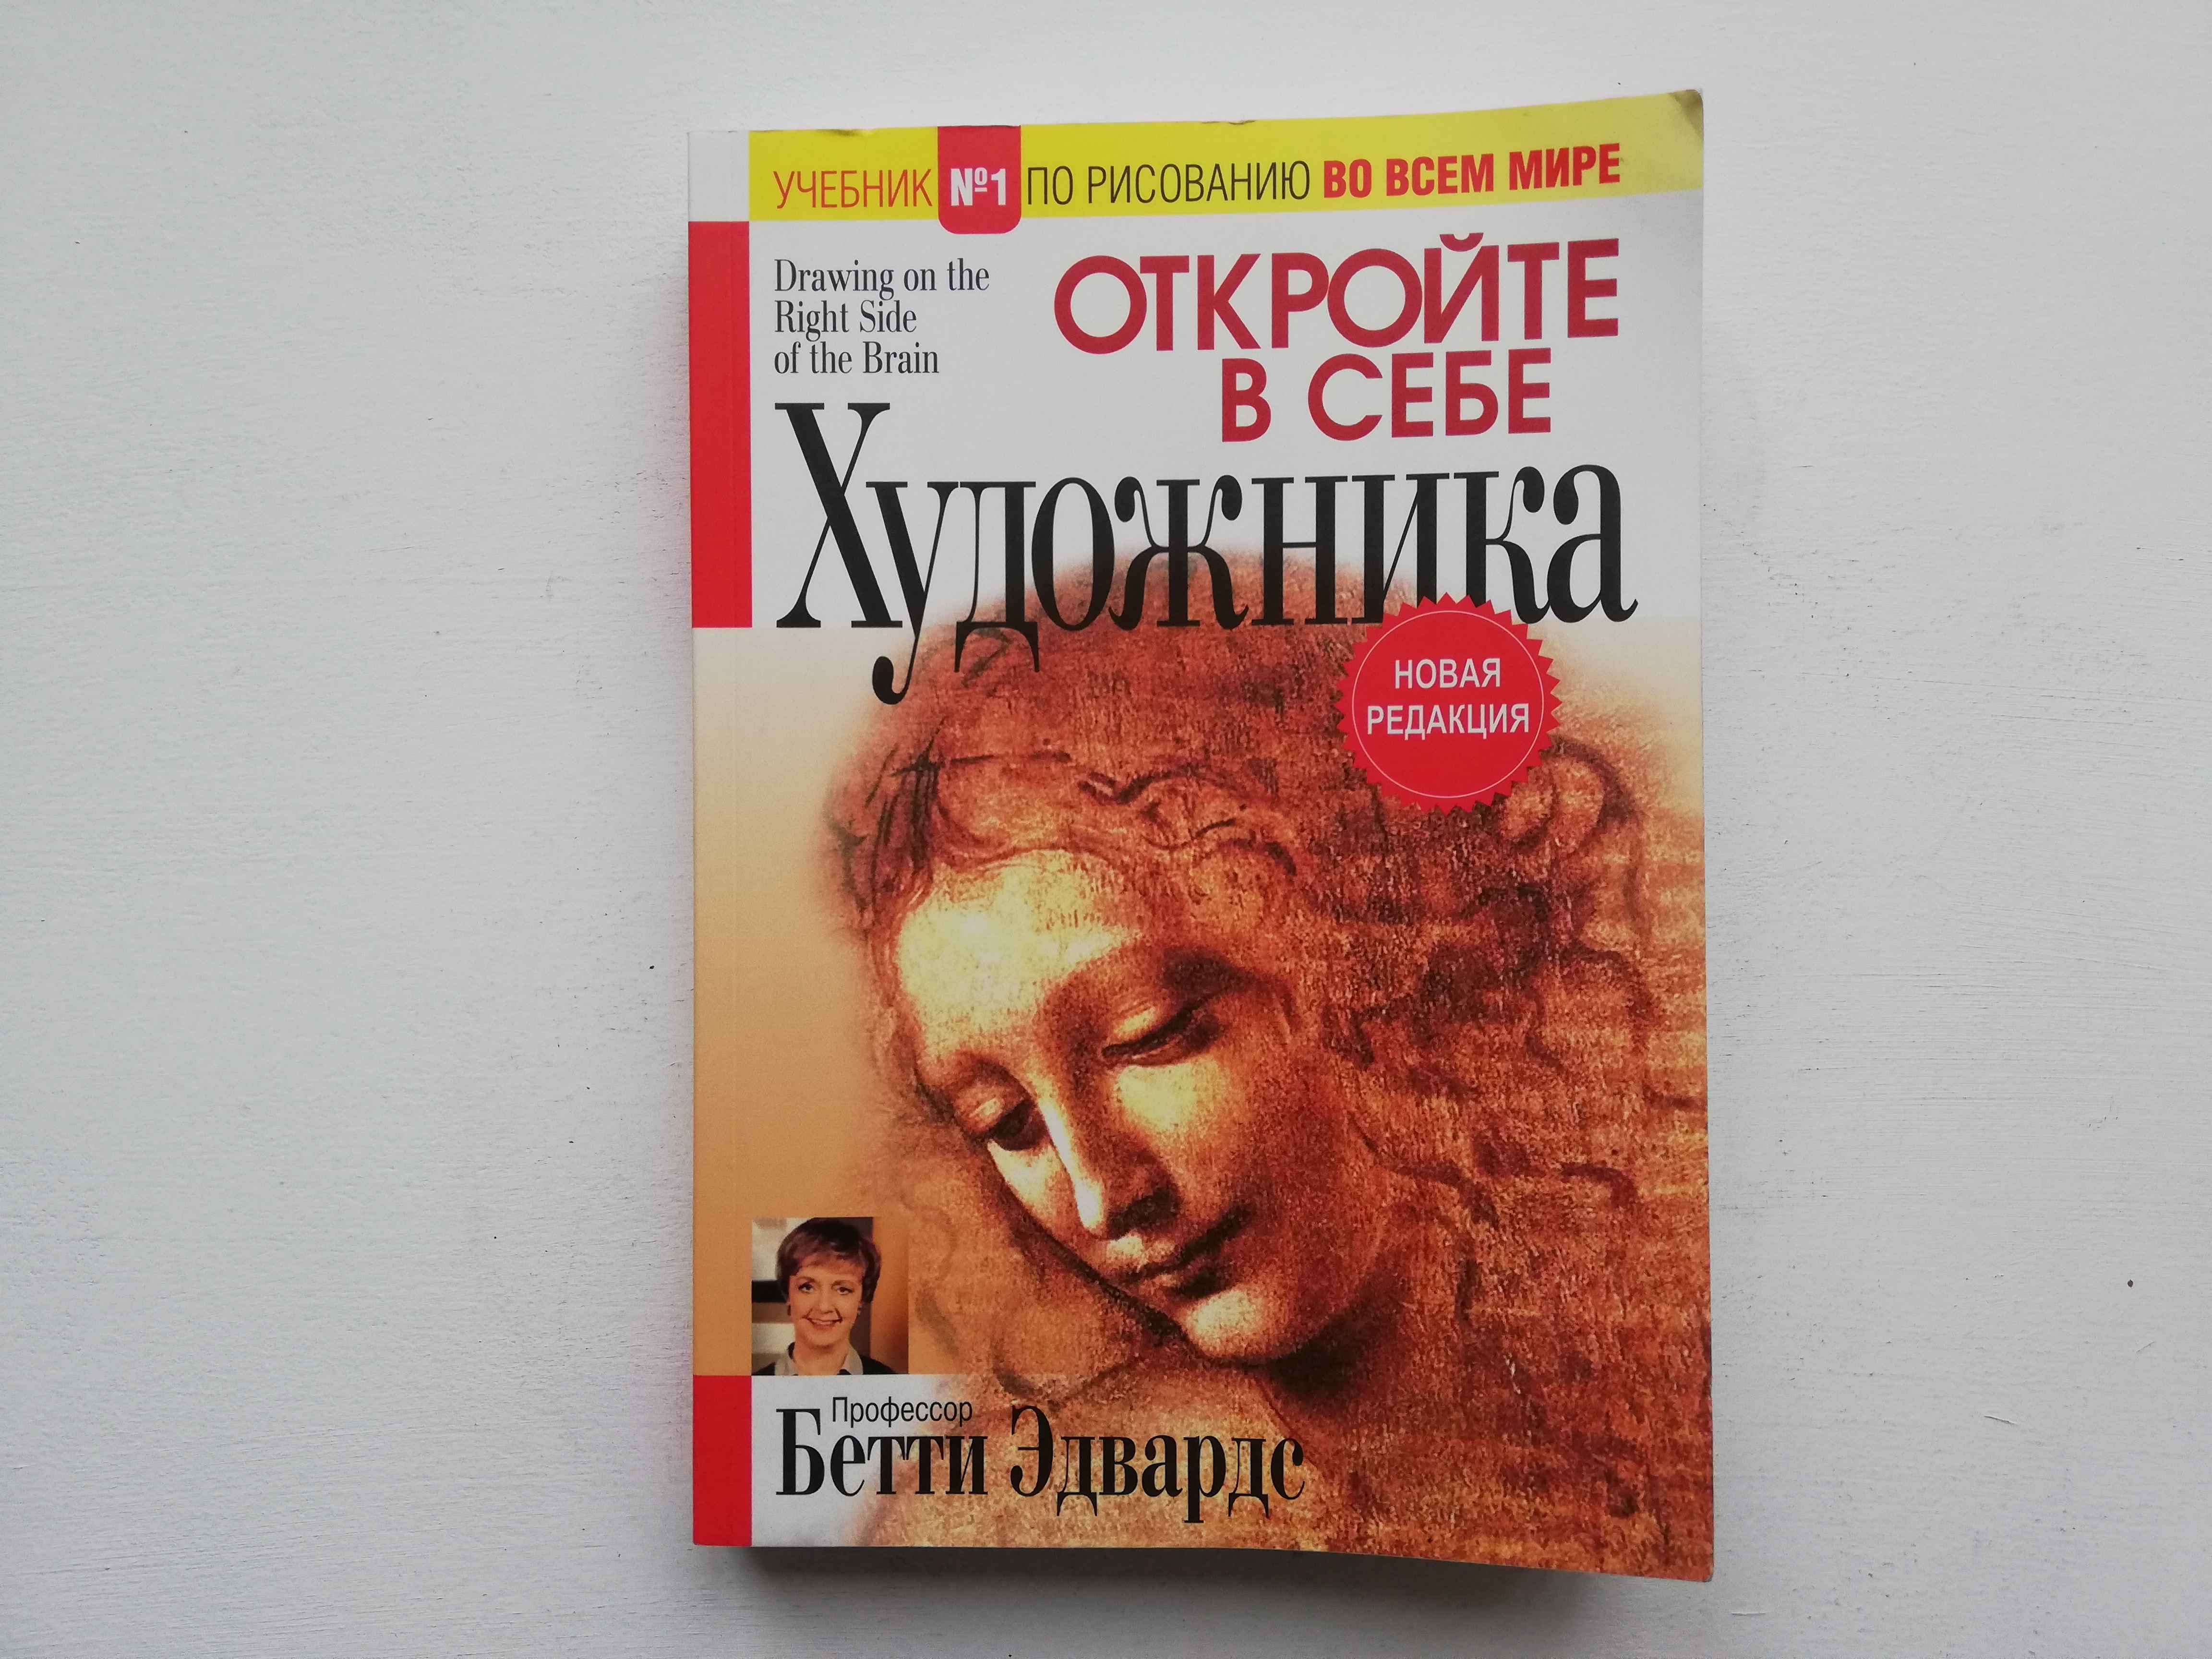 УЧЕБНИК №1 ПО РИСОВАНИЮ ВО ВСЕМ МИРЕ
Drawing on the
Right Side
of the Brain
ОТКРОЙТЕ
В СЕБЕ
Художника
НОВАЯ
РЕДАКЦИЯ
Профессор
Бетти Эдвардс